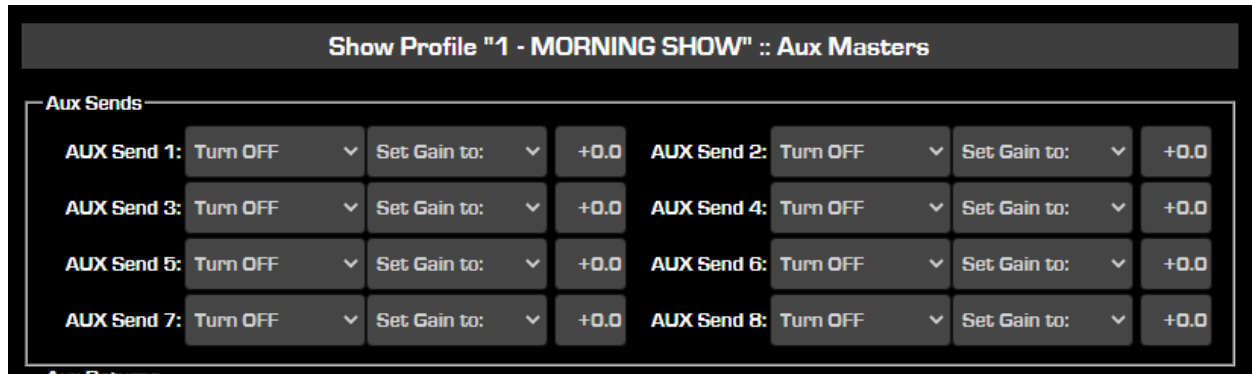 Show Profile "1 - MORNING SHOW" :: Aux Masters
Aux Sends
AUX Send 1: Turn OFF Set Gain to: +0.0 AUX Send 2: Turn OFF Set Gain to: +0.0
AUX Send 3: Turn OFF Set Gain to: +0.0 AUX Send 4: Turn OFF Set Gain to: +0.0
AUX Send 5: Turn OFF Set Gain to: +0.0 AUX Send 6: Turn OFF Set Gain to: +0.0
AUX Send 7: Turn OFF Set Gain to: +0.0 AUX Send 8: Turn OFF Set Gain to: +0.0